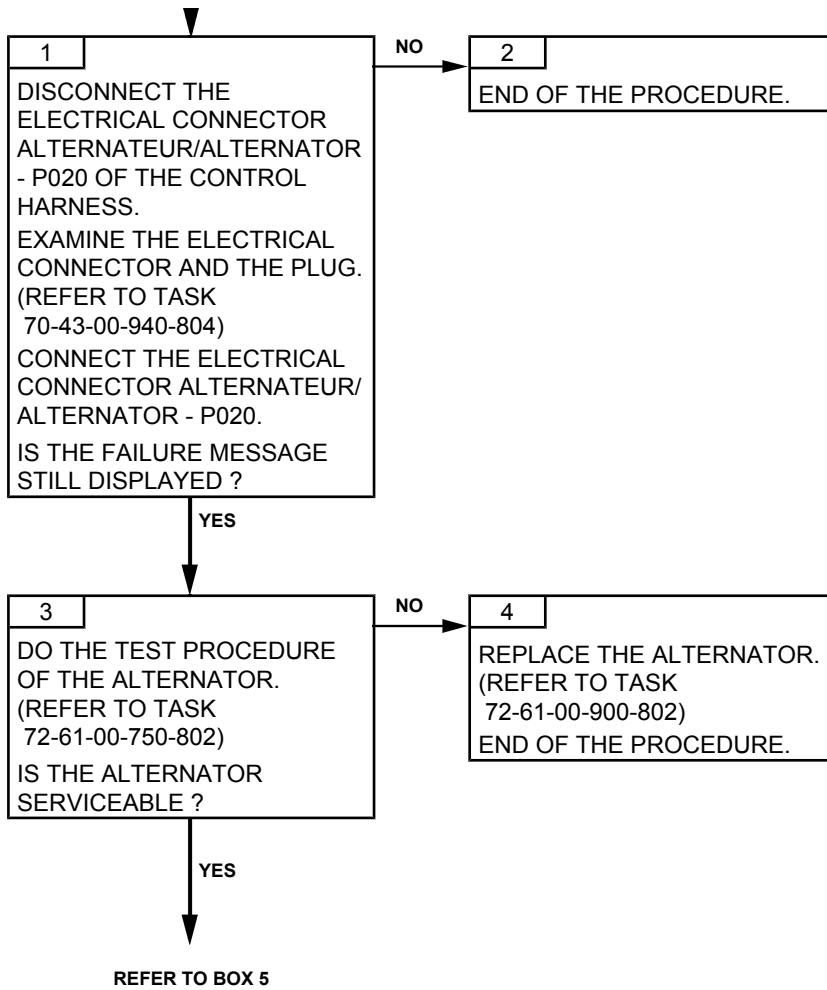 1
DISCONNECT THE
ELECTRICAL CONNECTOR
ALTERNATEUR/ALTERNATOR
- P020 OF THE CONTROL
HARNESS.
EXAMINE THE ELECTRICAL
CONNECTOR AND THE PLUG.
(REFER TO TASK
70-43-00-940-804)
CONNECT THE ELECTRICAL
CONNECTOR ALTERNATEUR/
ALTERNATOR - P020.
IS THE FAILURE MESSAGE
STILL DISPLAYED ?
NO
2
END OF THE PROCEDURE.
YES
3
DO THE TEST PROCEDURE
OF THE ALTERNATOR.
(REFER TO TASK
72-61-00-750-802)
IS THE ALTERNATOR
SERVICEABLE ?
NO
4
REPLACE THE ALTERNATOR.
(REFER TO TASK
72-61-00-900-802)
END OF THE PROCEDURE.
YES
REFER TO BOX 5